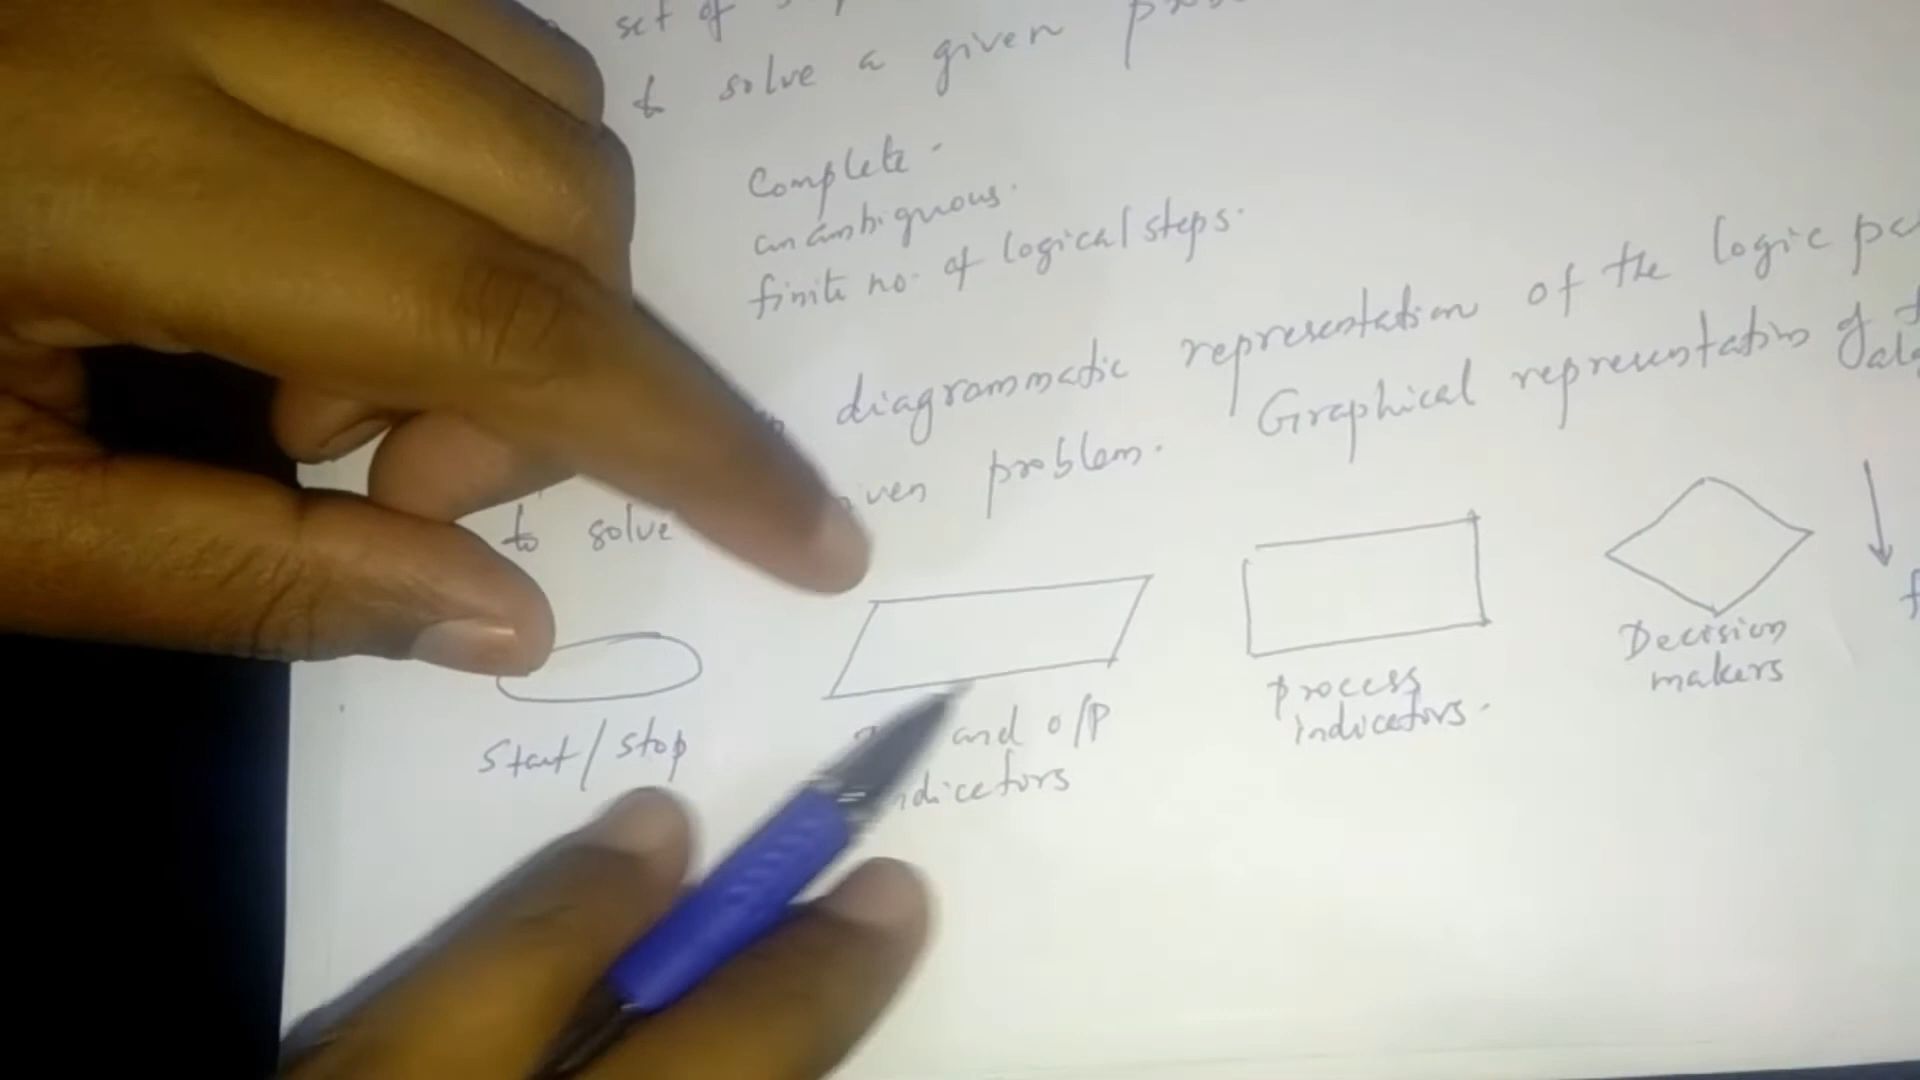 set of
to solve a given
Complete.
unambiguous.
finite no. of logical steps.
diagrammatic representation of the logic
to solve problem. Graphical representation of
Start/stop
and o/p
indicators
Process
indicators.
Decision
makers